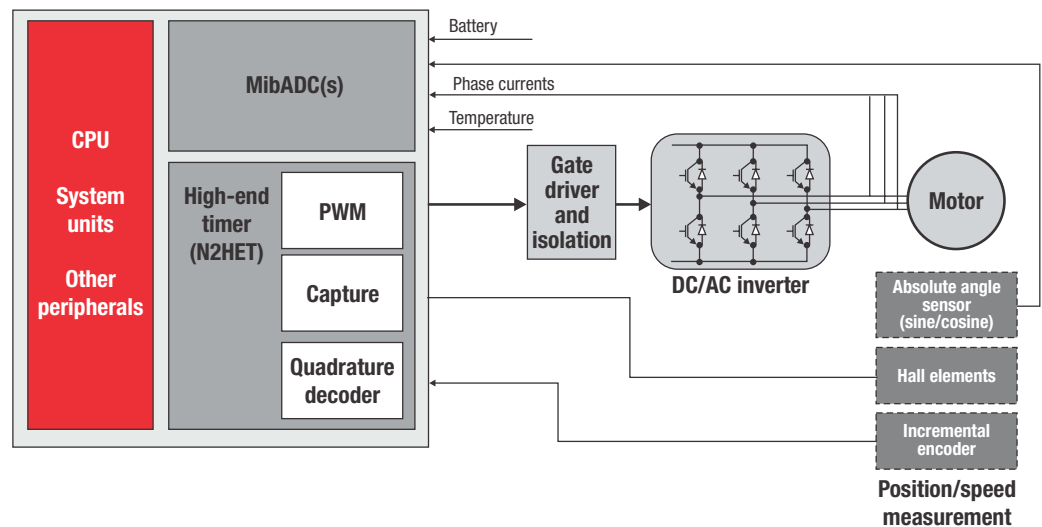 CPU
System
units
Other
peripherals
MibADC(s)
High-end
timer
(N2HET)
PWM
Capture
Quadrature
decoder
Battery
Phase currents
Temperature
Gate
driver
and
isolation
DC/AC inverter
Motor
Absolute angle
sensor
(sine/cosine)
Hall elements
Incremental
encoder
Position/speed
measurement